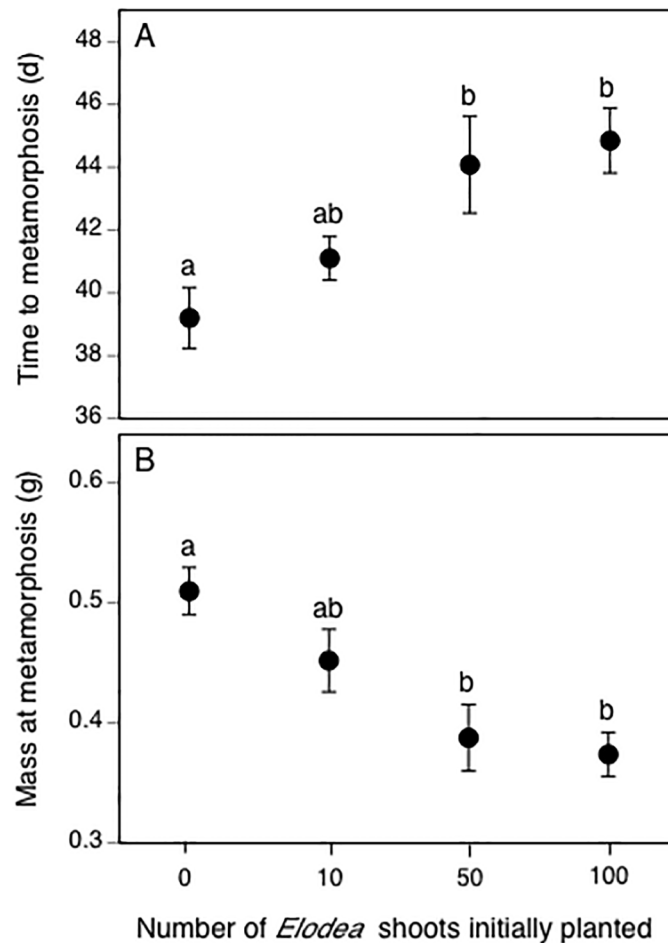 A
Time to metamorphosis (d)
48
46
44
42
40
38
36
a
ab
b
b
B
Mass at metamorphosis (g)
0.6
0.5
0.4
0.3
a
ab
b
b
0 10 50 100
Number of Elodea shoots initially planted